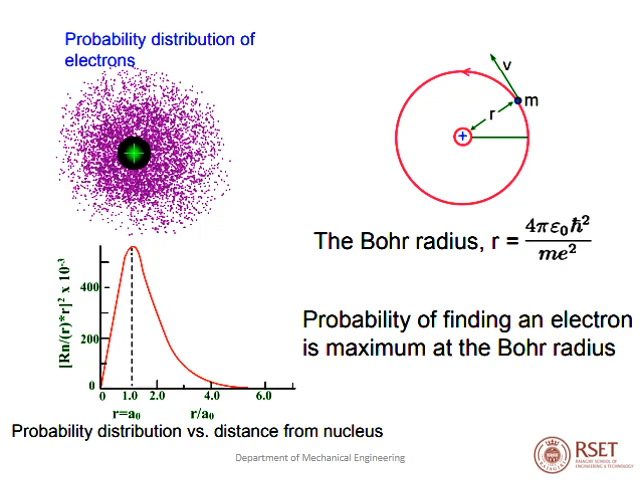 Probability distribution of
electrons
v
m
r
+
The Bohr radius, r = 4πε₀ħ² / me²
[Rn/(r)*r]² x 10⁻³
400
200
0
0 1.0 2.0 4.0 6.0
r=a₀ r/a₀
Probability of finding an electron
is maximum at the Bohr radius
Probability distribution vs. distance from nucleus
Department of Mechanical Engineering
RSET
RAJAGIRI SCHOOL OF
ENGINEERING & TECHNOLOGY